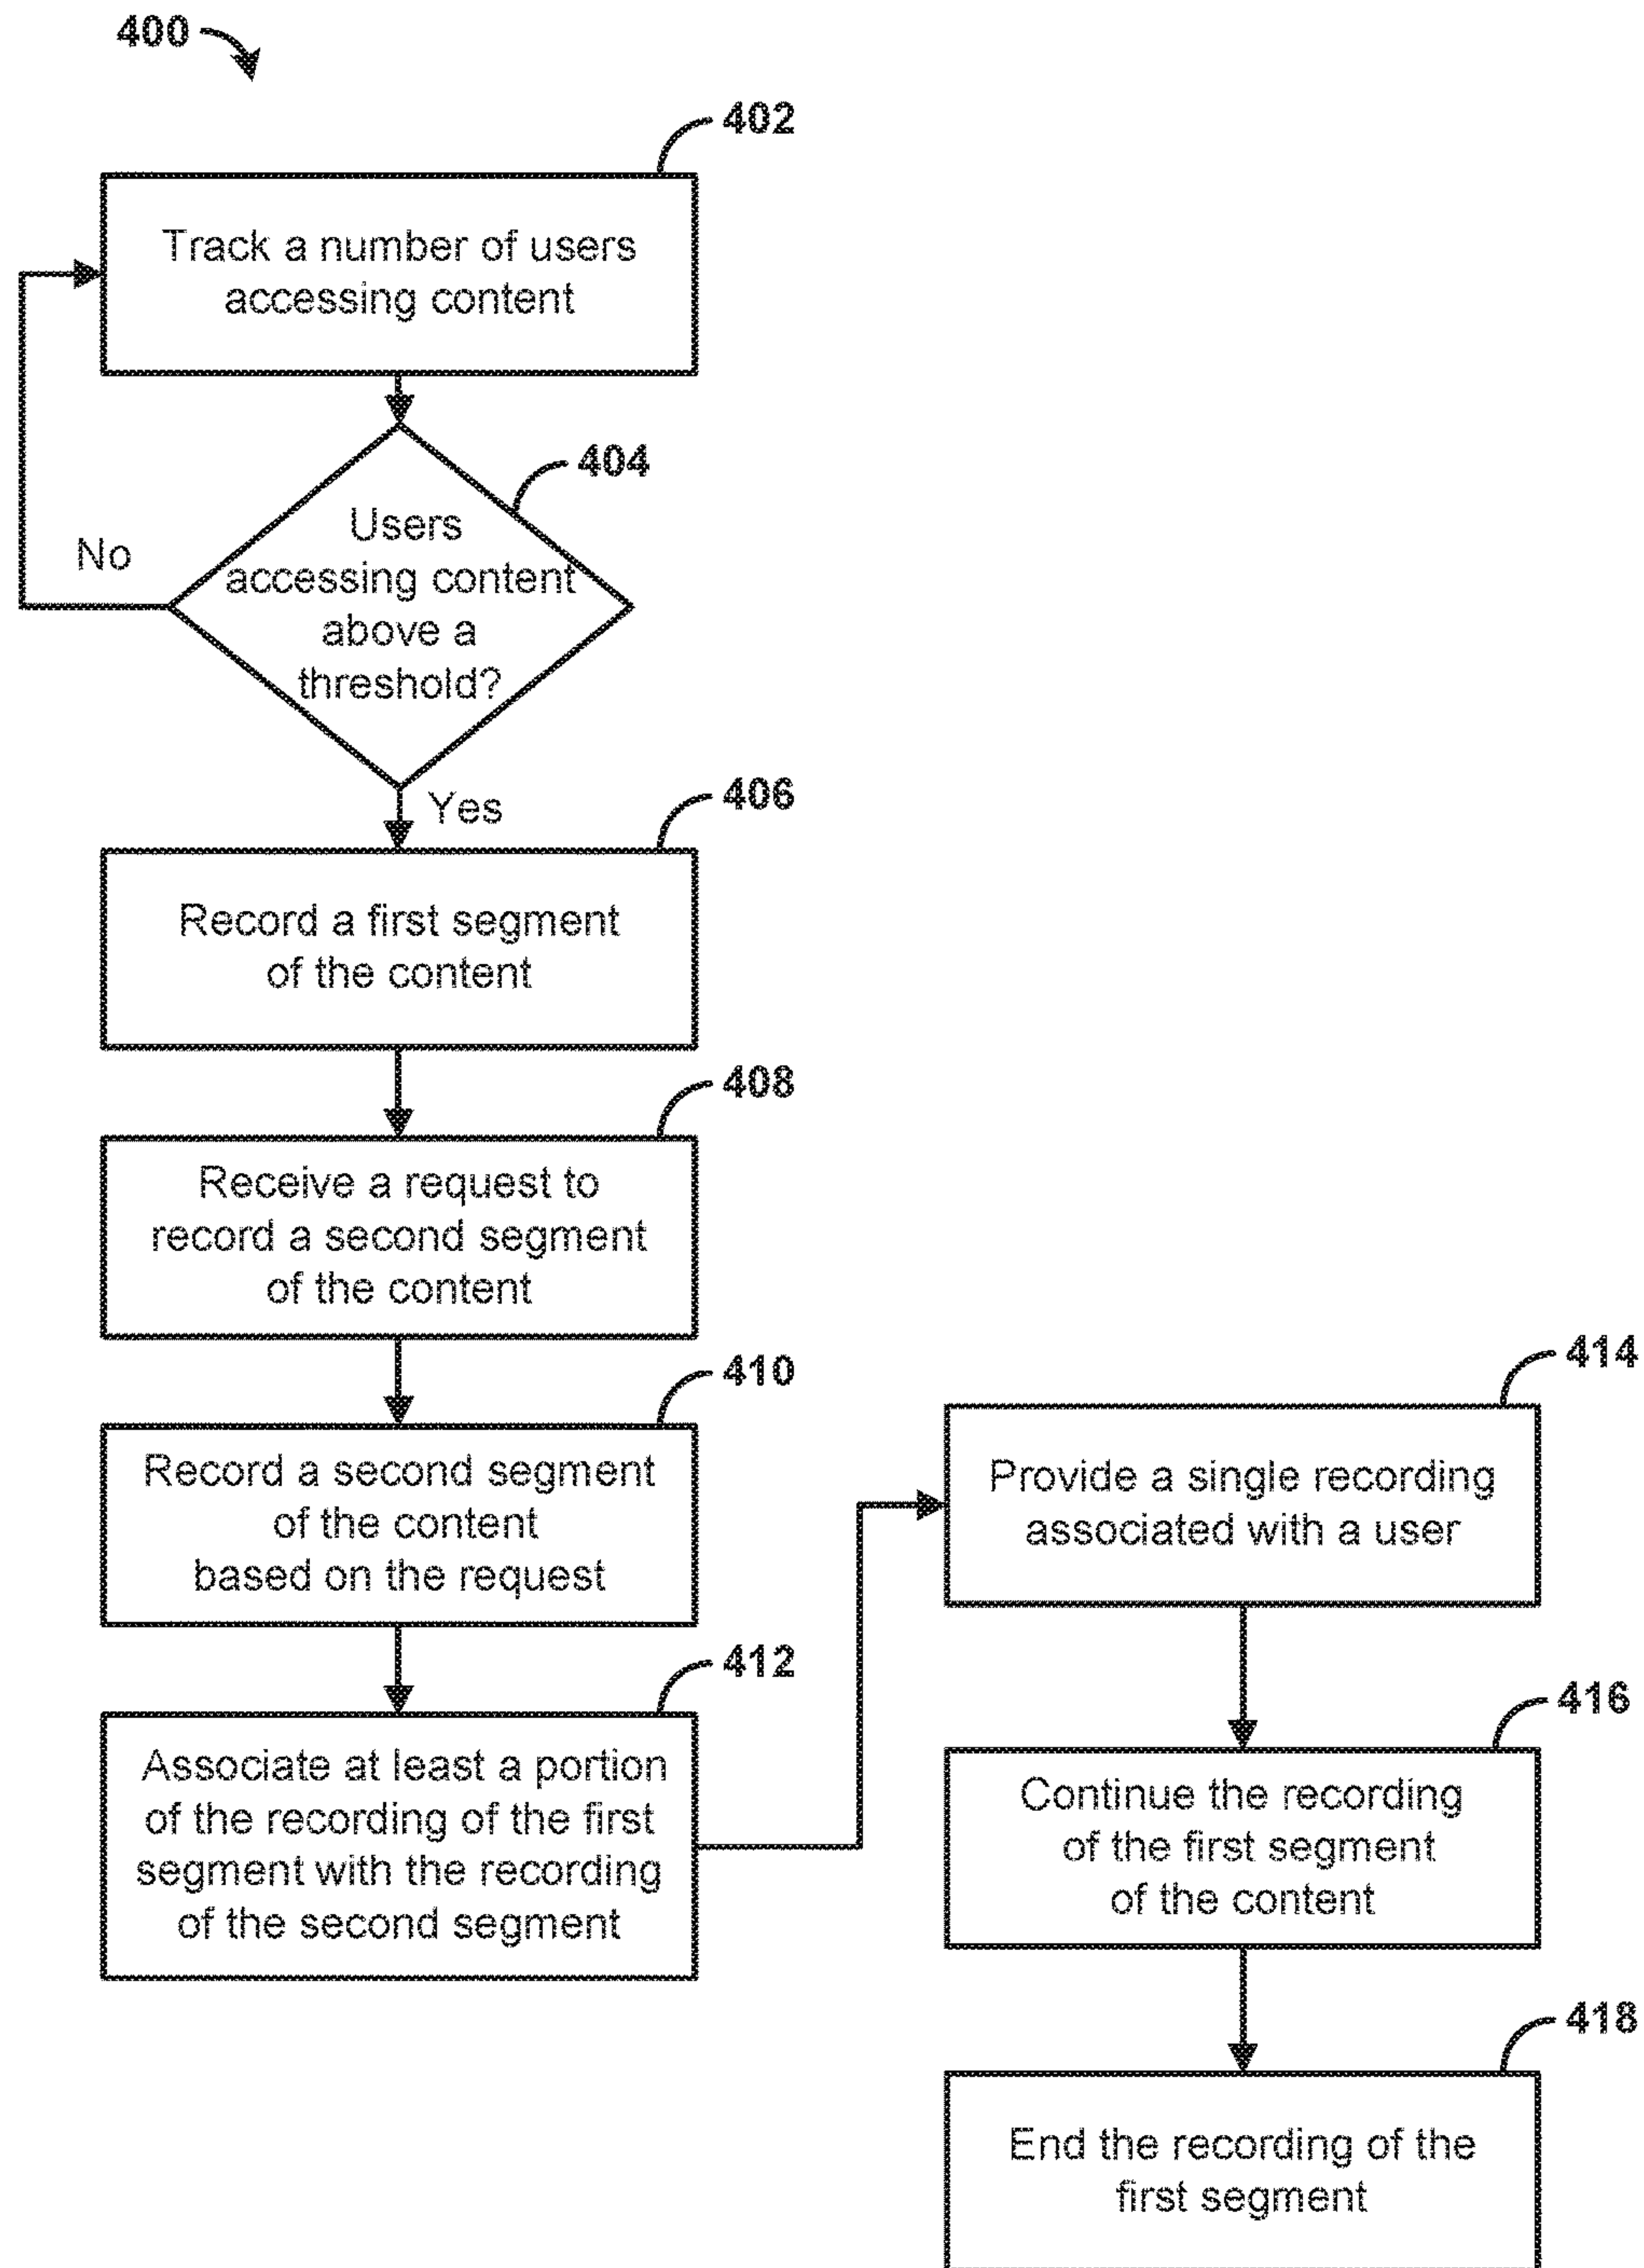 400
402
Track a number of users
accessing content
404
Users
accessing content
above a
threshold?
No
Yes
406
Record a first segment
of the content
408
Receive a request to
record a second segment
of the content
410
Record a second segment
of the content
based on the request
412
Associate at least a portion
of the recording of the first
segment with the recording
of the second segment
414
Provide a single recording
associated with a user
416
Continue the recording
of the first segment
of the content
418
End the recording of the
first segment